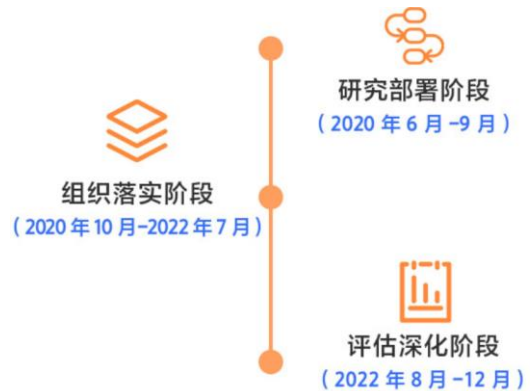 研究部署阶段
（2020 年 6 月 -9 月）
组织落实阶段
（2020 年 10 月-2022 年 7 月）
评估深化阶段
（2022 年 8 月 -12 月）